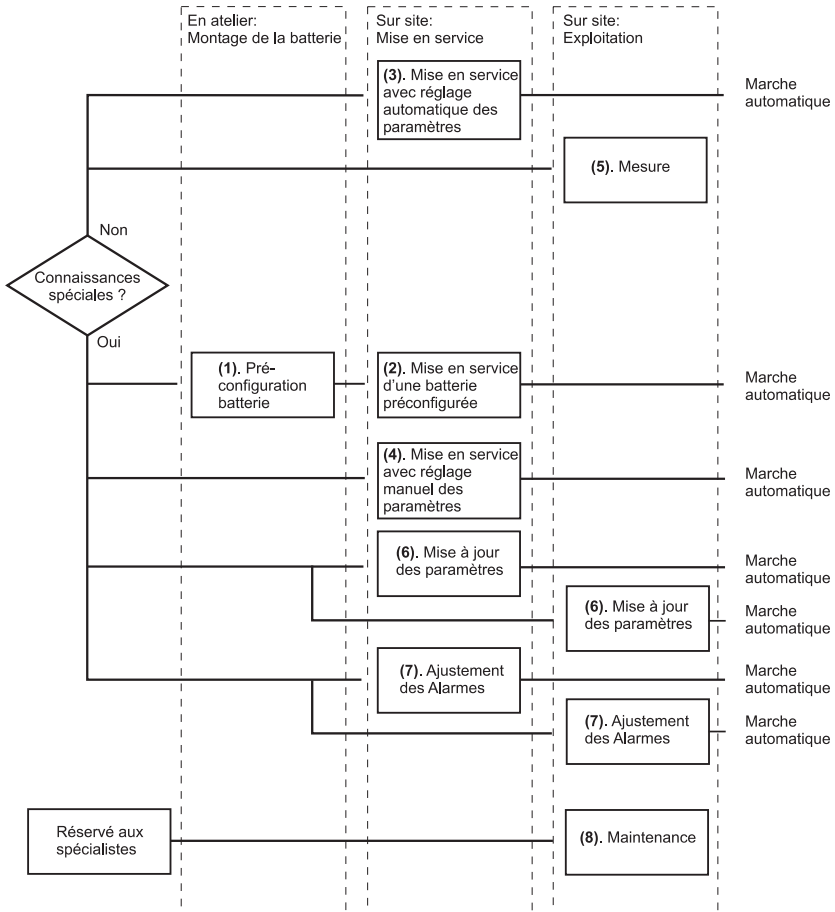 En atelier:
Montage de la batterie
Sur site:
Mise en service
Sur site:
Exploitation
(3). Mise en service
avec réglage
automatique des
paramètres
Marche
automatique
(5). Mesure
Non
Connaissances
spéciales ?
Oui
(1). Pré-
configuration
batterie
(2). Mise en service
d'une batterie
préconfigurée
Marche
automatique
(4). Mise en service
avec réglage
manuel des
paramètres
Marche
automatique
(6). Mise à jour
des paramètres
Marche
automatique
(6). Mise à jour
des paramètres
Marche
automatique
(7). Ajustement
des Alarmes
Marche
automatique
(7). Ajustement
des Alarmes
Marche
automatique
Réservé aux
spécialistes
(8). Maintenance